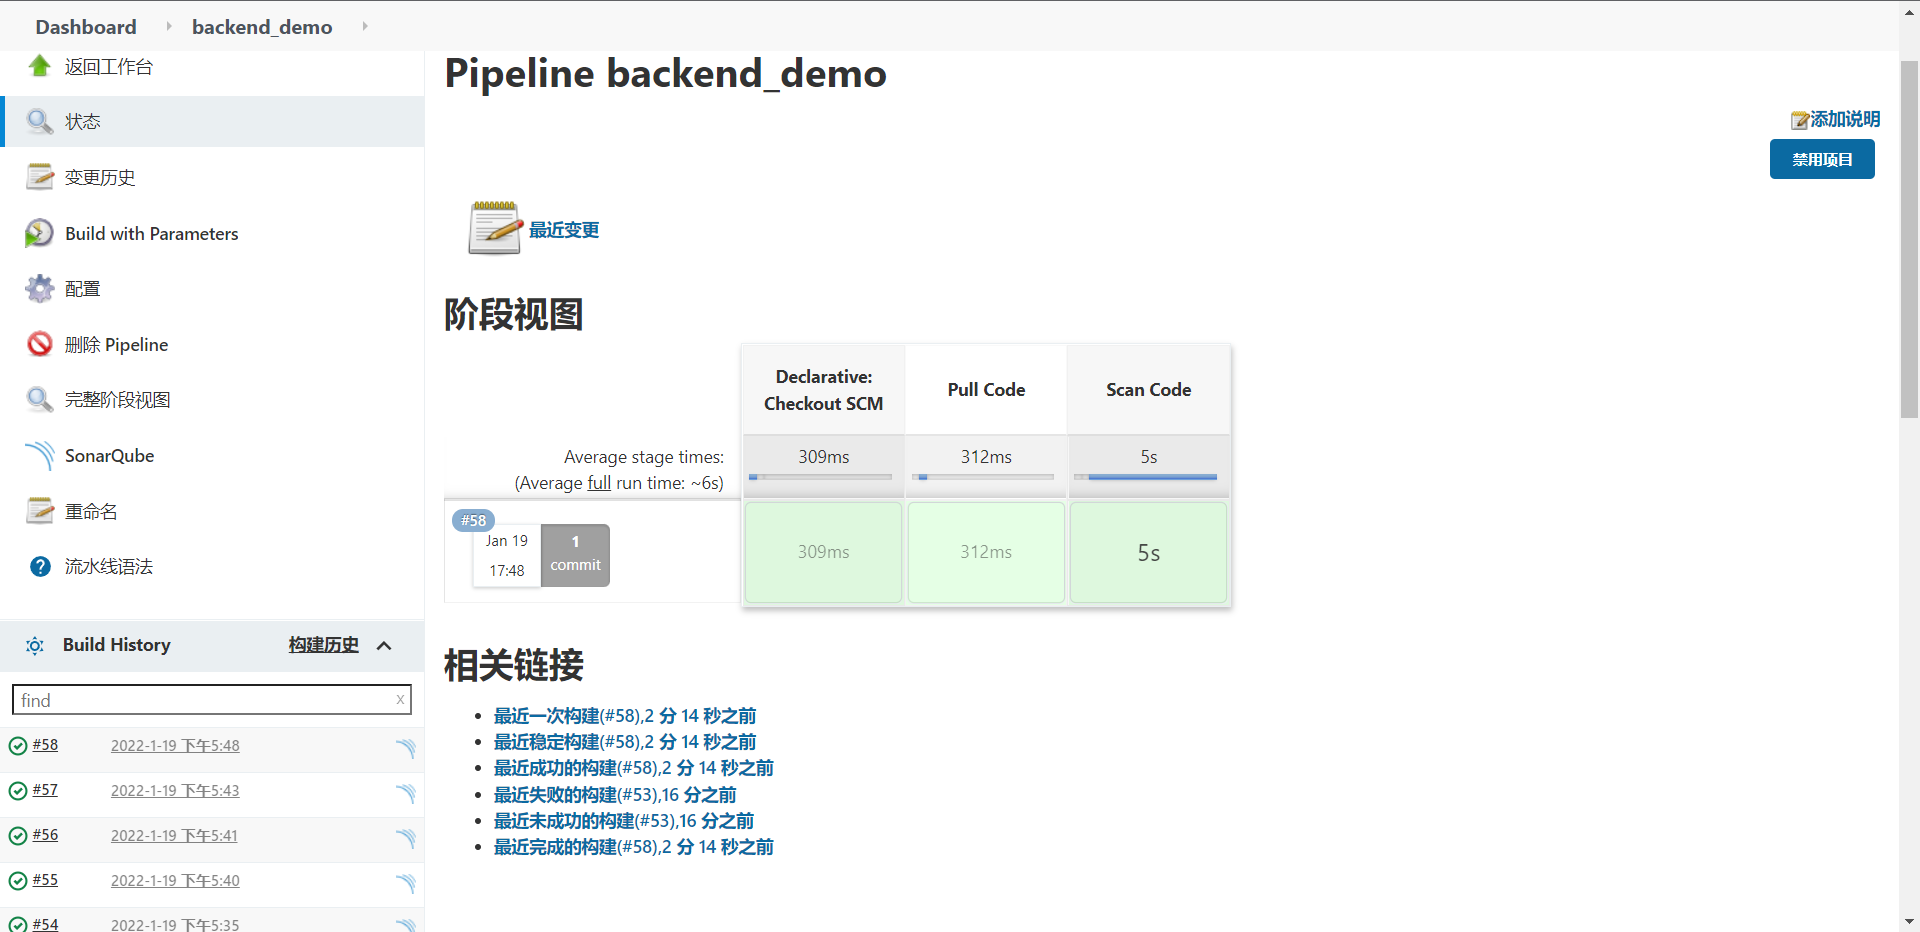 Dashboard
backend_demo
返回工作台
状态
变更历史
Build with Parameters
配置
删除 Pipeline
完整阶段视图
SonarQube
重命名
流水线语法
Build History 构建历史
find x
#58 2022-1-19 下午5:48
#57 2022-1-19 下午5:43
#56 2022-1-19 下午5:41
#55 2022-1-19 下午5:40
#54 2022-1-19 下午5:35
Pipeline backend_demo
添加说明
禁用项目
最近变更
阶段视图
Declarative:
Checkout SCM
Pull Code
Scan Code
Average stage times:
(Average full run time: ~6s)
309ms 312ms 5s
#58
Jan 19
17:48
1
commit
309ms 312ms 5s
相关链接
最近一次构建(#58),2 分 14 秒之前
最近稳定构建(#58),2 分 14 秒之前
最近成功的构建(#58),2 分 14 秒之前
最近失败的构建(#53),16 分之前
最近未成功的构建(#53),16 分之前
最近完成的构建(#58),2 分 14 秒之前